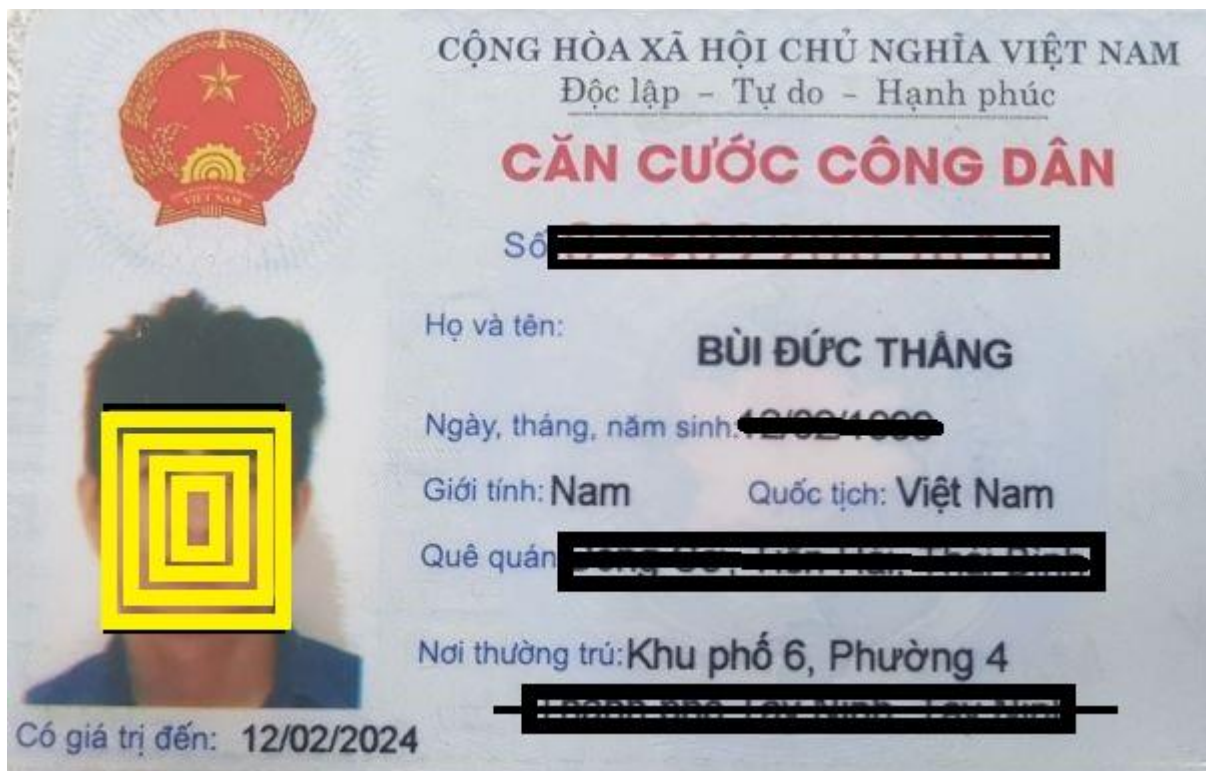 CỘNG HÒA XÃ HỘI CHỦ NGHĨA VIỆT NAM
Độc lập - Tự do - Hạnh phúc
CĂN CƯỚC CÔNG DÂN
VIỆT NAM
Số
Họ và tên: BÙI ĐỨC THẮNG
Ngày, tháng, năm sinh:
Giới tính: Nam Quốc tịch: Việt Nam
Quê quán
Nơi thường trú: Khu phố 6, Phường 4
Có giá trị đến: 12/02/2024